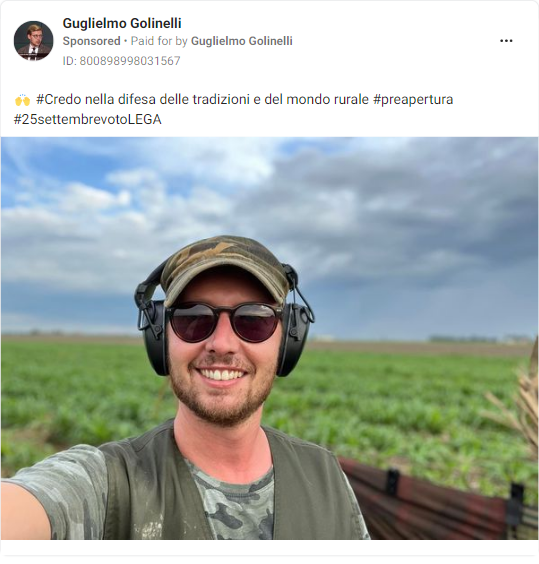 Guglielmo Golinelli
Sponsored • Paid for by Guglielmo Golinelli
ID: 800898998031567
🙌 #Credo nella difesa delle tradizioni e del mondo rurale #preapertura
#25settembrevotoLEGA